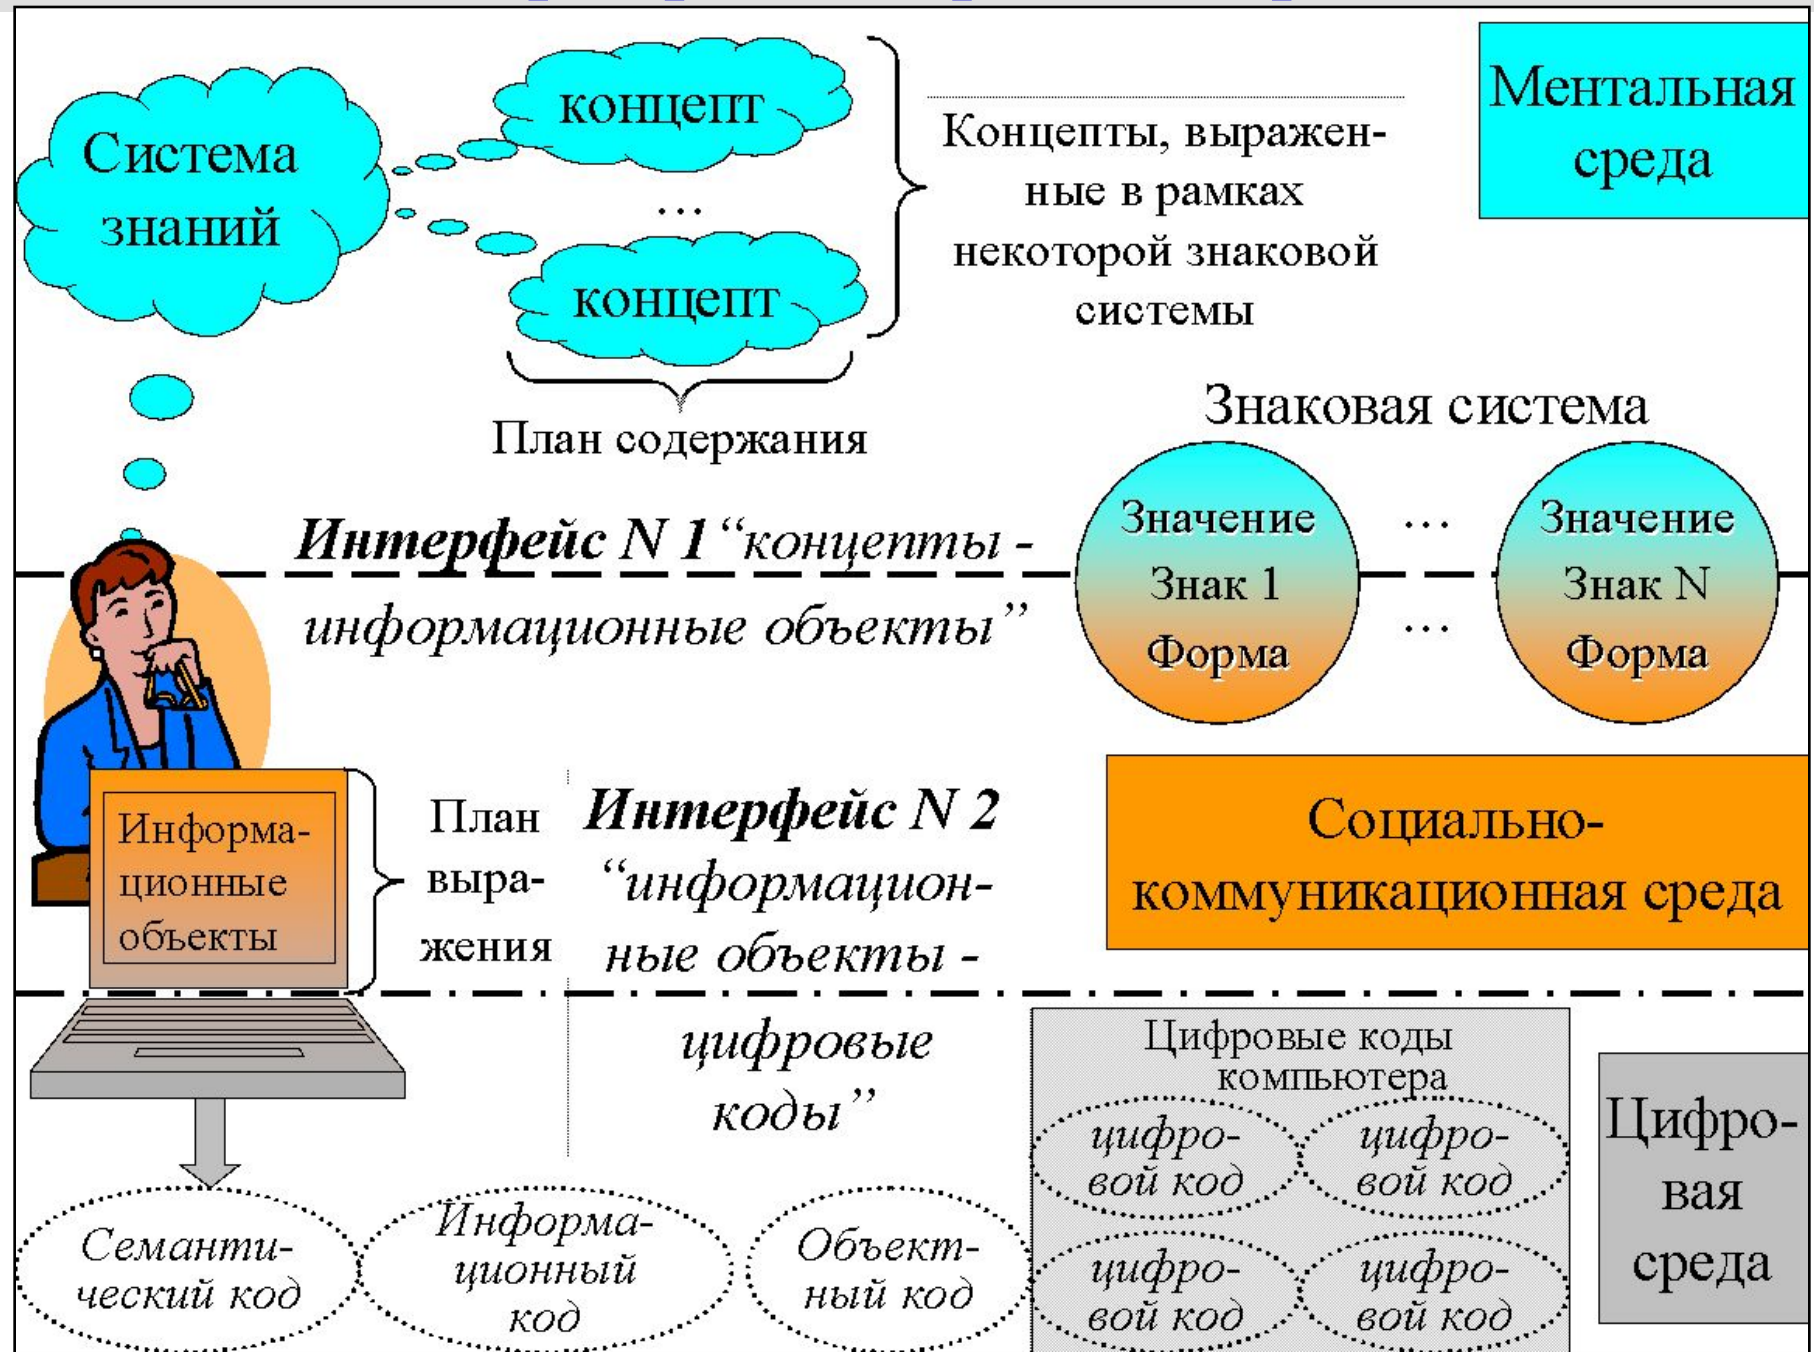 Система
знаний
концепт
...
концепт
Концепты, выражен-
ные в рамках
некоторой знаковой
системы
Ментальная
среда
План содержания
Знаковая система
Значение
Знак 1
Форма
...
...
Значение
Знак N
Форма
Интерфейс N 1 “концепты -
информационные объекты”
Информа-
ционные
объекты
План
выра-
жения
Интерфейс N 2
“информацион-
ные объекты -
цифровые
коды”
Социально-
коммуникационная среда
Цифровые коды
компьютера
цифро-
вой код
цифро-
вой код
цифро-
вой код
цифро-
вой код
Цифро-
вая
среда
Семанти-
ческий код
Информа-
ционный
код
Объект-
ный код